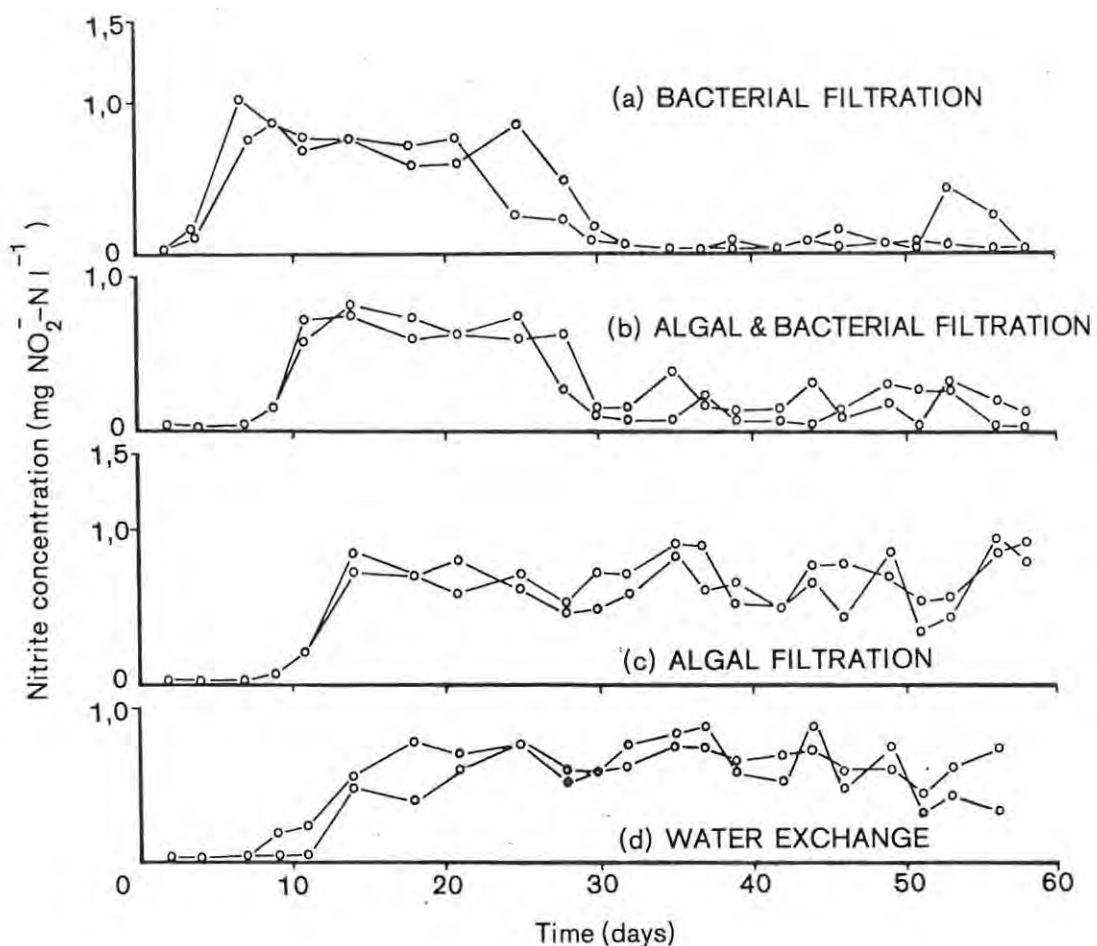 1,5
1,0
0
(a) BACTERIAL FILTRATION
1,0
0
(b) ALGAL & BACTERIAL FILTRATION
1,5
1,0
0
(c) ALGAL FILTRATION
1,0
(d) WATER EXCHANGE
0 10 20 30 40 50 60
Time (days)
Nitrite concentration (mg NO₂⁻–N l⁻¹)